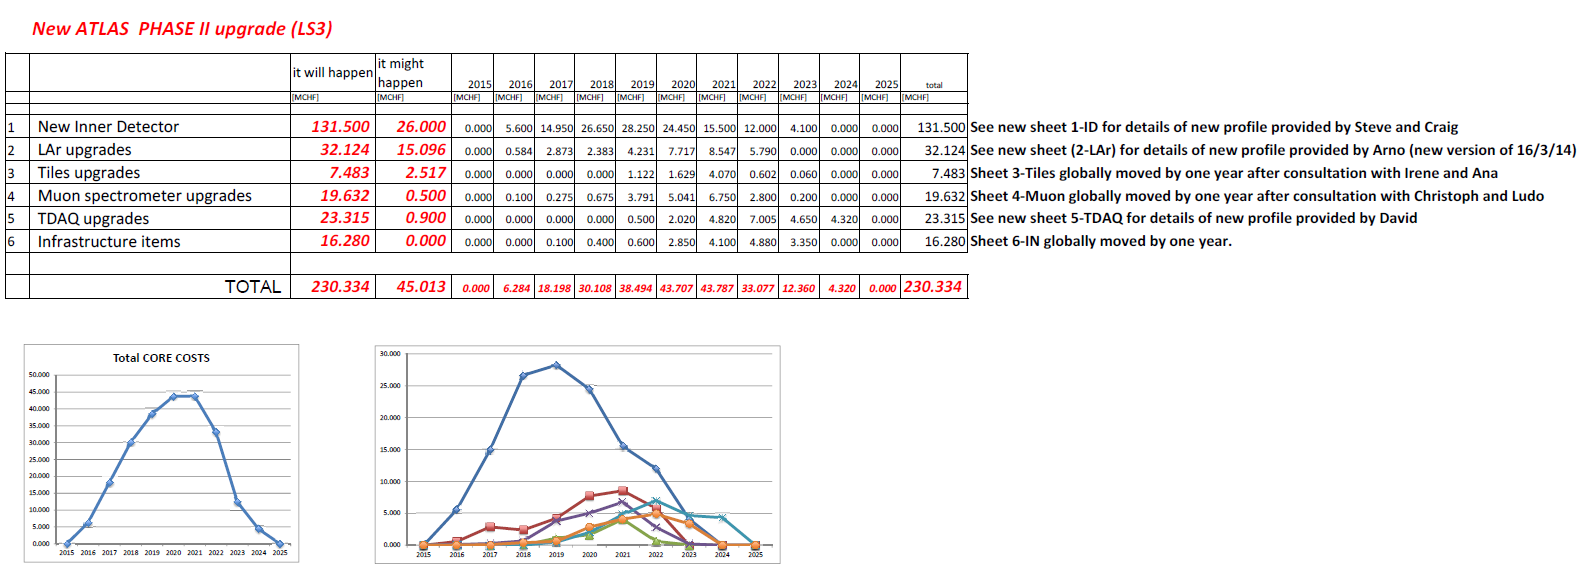 New ATLAS PHASE II upgrade (LS3)
it will happen it might happen 2015 2016 2017 2018 2019 2020 2021 2022 2023 2024 2025 total
[MCHF] [MCHF] [MCHF] [MCHF] [MCHF] [MCHF] [MCHF] [MCHF] [MCHF] [MCHF] [MCHF] [MCHF] [MCHF] [MCHF]
1 New Inner Detector 131.500 26.000 0.000 5.600 14.950 26.650 28.250 24.450 15.500 12.000 4.100 0.000 0.000 131.500 See new sheet 1-ID for details of new profile provided by Steve and Craig
2 LAr upgrades 32.124 15.096 0.000 0.584 2.873 2.383 4.231 7.717 8.547 5.790 0.000 0.000 0.000 32.124 See new sheet (2-LAr) for details of new profile provided by Arno (new version of 16/3/14)
3 Tiles upgrades 7.483 2.517 0.000 0.000 0.000 0.000 1.122 1.629 4.070 0.602 0.060 0.000 0.000 7.483 Sheet 3-Tiles globally moved by one year after consultation with Irene and Ana
4 Muon spectrometer upgrades 19.632 0.500 0.000 0.100 0.275 0.675 3.791 5.041 6.750 2.800 0.200 0.000 0.000 19.632 Sheet 4-Muon globally moved by one year after consultation with Christoph and Ludo
5 TDAQ upgrades 23.315 0.900 0.000 0.000 0.000 0.000 0.500 2.020 4.820 7.005 4.650 4.320 0.000 23.315 See new sheet 5-TDAQ for details of new profile provided by David
6 Infrastructure items 16.280 0.000 0.000 0.000 0.100 0.400 0.600 2.850 4.100 4.880 3.350 0.000 0.000 16.280 Sheet 6-IN globally moved by one year.
TOTAL 230.334 45.013 0.000 6.284 18.198 30.108 38.494 43.707 43.787 33.077 12.360 4.320 0.000 230.334
Total CORE COSTS
50.000
45.000
40.000
35.000
30.000
25.000
20.000
15.000
10.000
5.000
0.000
2015 2016 2017 2018 2019 2020 2021 2022 2023 2024 2025
30.000
25.000
20.000
15.000
10.000
5.000
0.000
2015 2016 2017 2018 2019 2020 2021 2022 2023 2024 2025